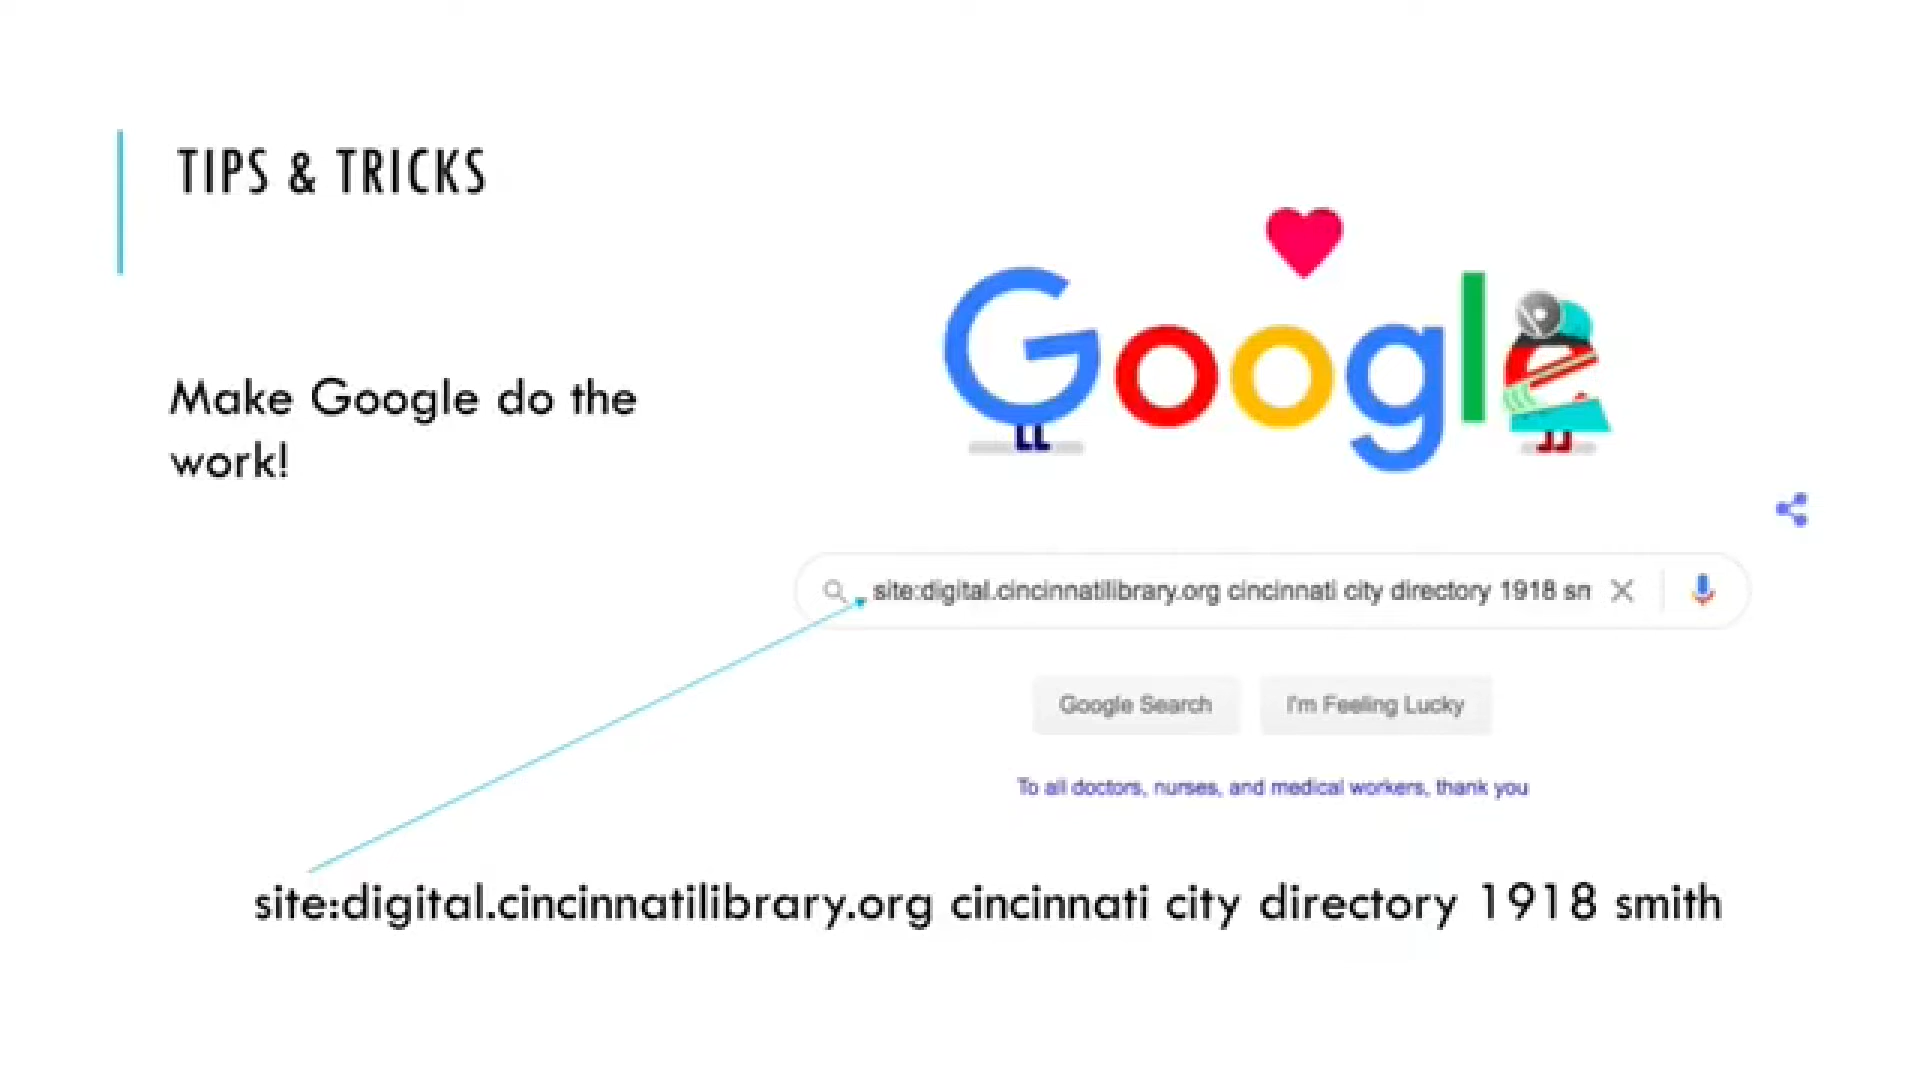 TIPS & TRICKS
Make Google do the
work!
Google
site:digital.cincinnatilibrary.org cincinnati city directory 1918 sn
Google Search
I'm Feeling Lucky
To all doctors, nurses, and medical workers, thank you
site:digital.cincinnatilibrary.org cincinnati city directory 1918 smith